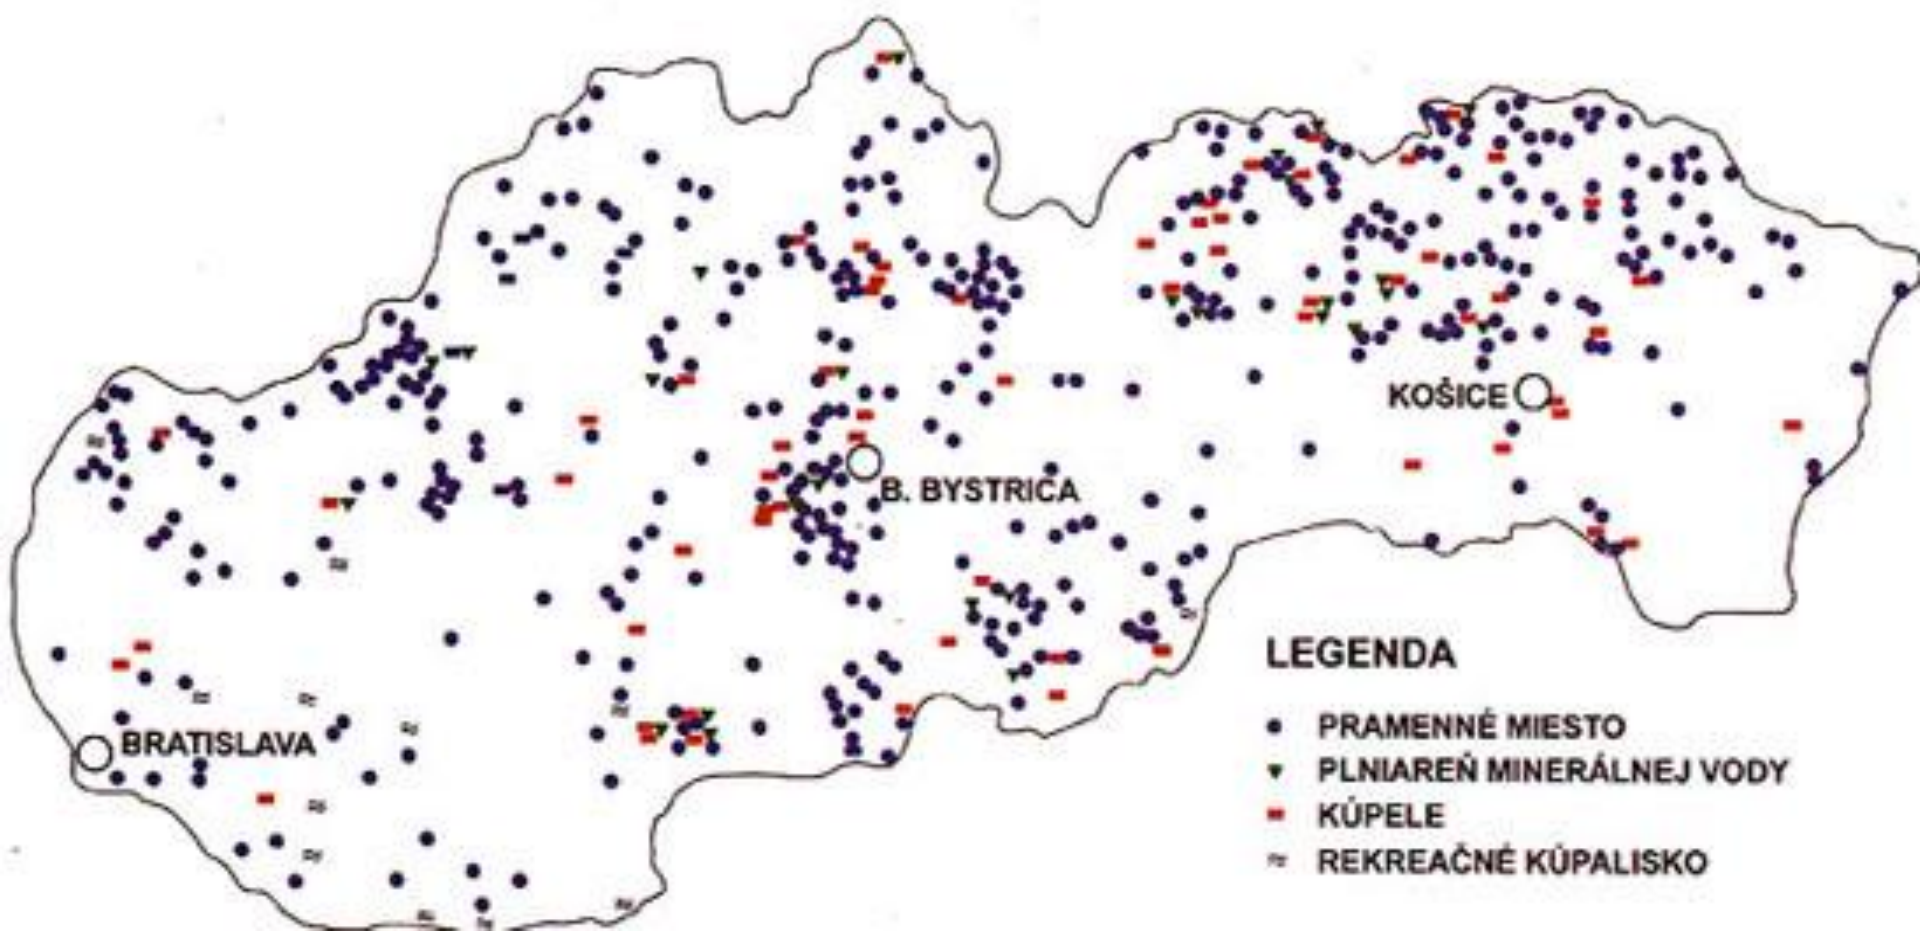 KOŠICE
B. BYSTRICA
BRATISLAVA
LEGENDA
PRAMENNÉ MIESTO
PLNIAREŇ MINERÁLNEJ VODY
KÚPELE
REKREAČNÉ KÚPALISKO